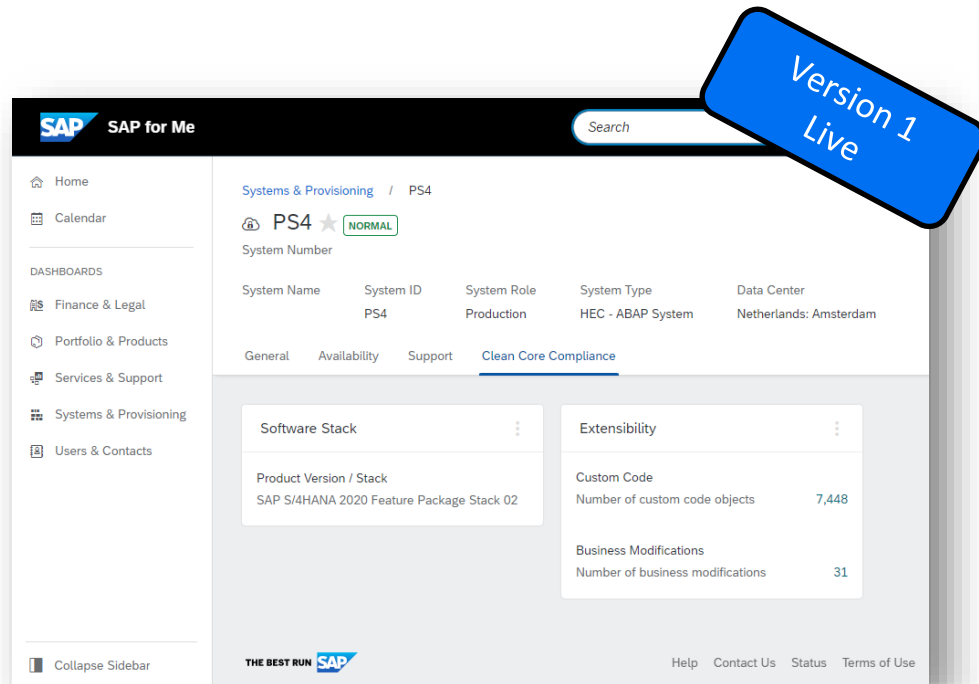 Version 1
Live
SAP SAP for Me
Search
Home
Calendar
DASHBOARDS
Finance & Legal
Portfolio & Products
Services & Support
Systems & Provisioning
Users & Contacts
Collapse Sidebar
Systems & Provisioning / PS4
PS4 NORMAL
System Number
System Name System ID System Role System Type Data Center
PS4 Production HEC - ABAP System Netherlands: Amsterdam
General Availability Support Clean Core Compliance
Software Stack
Product Version / Stack
SAP S/4HANA 2020 Feature Package Stack 02
Extensibility
Custom Code
Number of custom code objects 7,448
Business Modifications
Number of business modifications 31
THE BEST RUN SAP
Help Contact Us Status Terms of Use